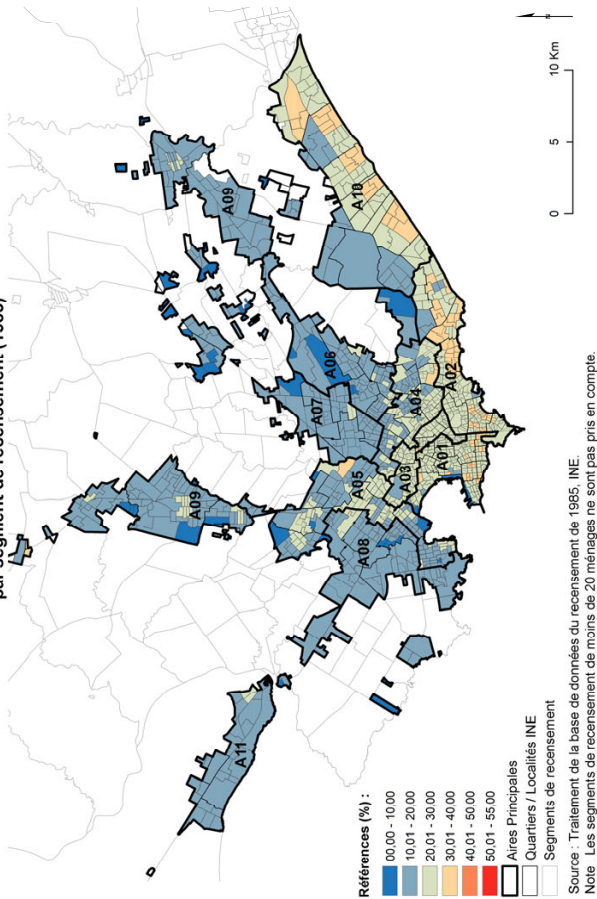 par segment de recensement (1985)
A09
A09
A10
A06
A07
A04
A02
A05
A03
A01
A08
A11
0
5
10 Km
Références (%) :
00,00 - 10.00
10,01 - 20.00
20,01 - 30.00
30,01 - 40.00
40,01 - 50.00
50,01 - 55.00
Aires Principales
Quartiers / Localités INE
Segments de recensement
Source : Traitement de la base de données du recensement de 1985, INE.
Note Les segments de recensement de moins de 20 ménages ne sont pas pris en compte.